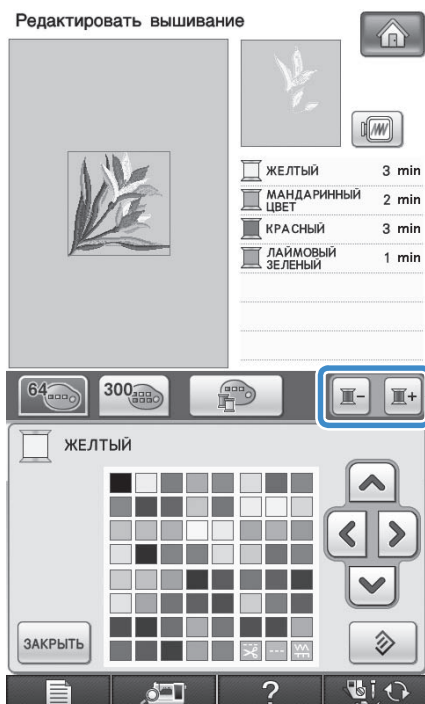 Редактировать вышивание
ЖЕЛТЫЙ 3 min
МАНДАРИННЫЙ
ЦВЕТ 2 min
КРАСНЫЙ 3 min
ЛАЙМОВЫЙ
ЗЕЛЕНЫЙ 1 min
64 300 - +
ЖЕЛТЫЙ
ЗАКРЫТЬ
? i